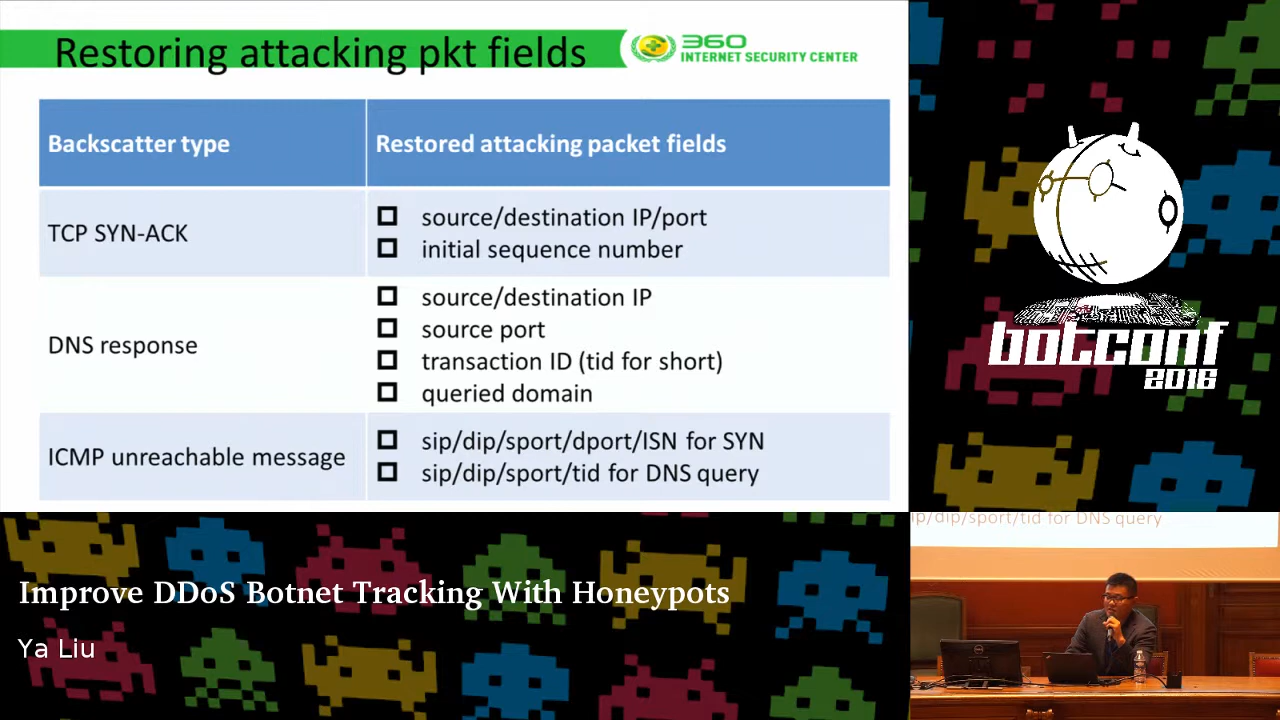 Restoring attacking pkt fields
360
INTERNET SECURITY CENTER
Backscatter type
Restored attacking packet fields
TCP SYN-ACK
source/destination IP/port
initial sequence number
DNS response
source/destination IP
source port
transaction ID (tid for short)
queried domain
ICMP unreachable message
sip/dip/sport/dport/ISN for SYN
sip/dip/sport/tid for DNS query
botconf
2016
Improve DDoS Botnet Tracking With Honeypots
Ya Liu
ip/dip/sport/tid for DNS query